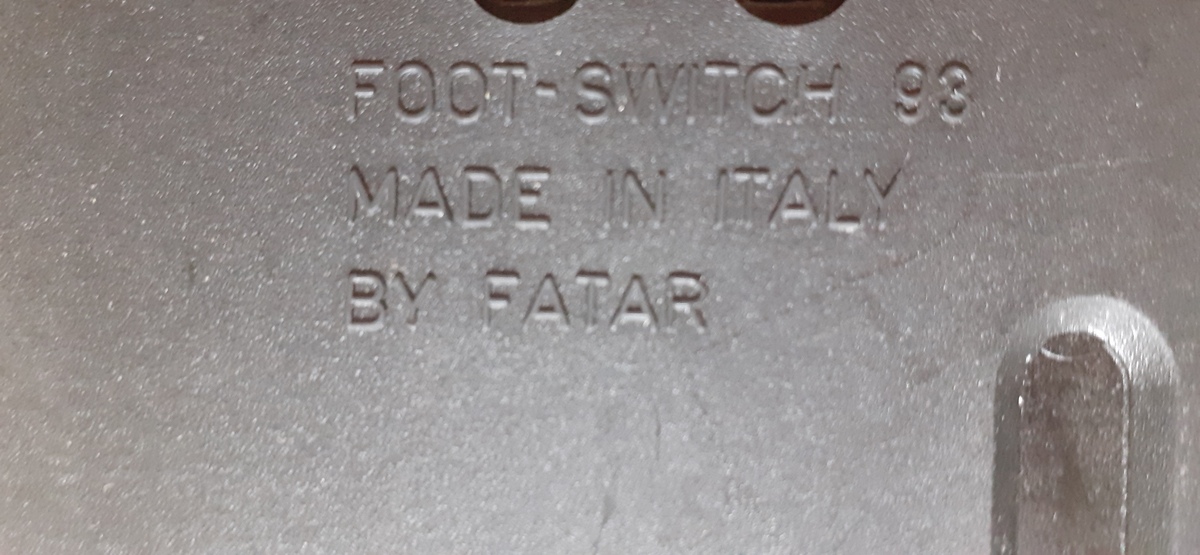 FOOT-SWITCH 93
MADE IN ITALY
BY FATAR